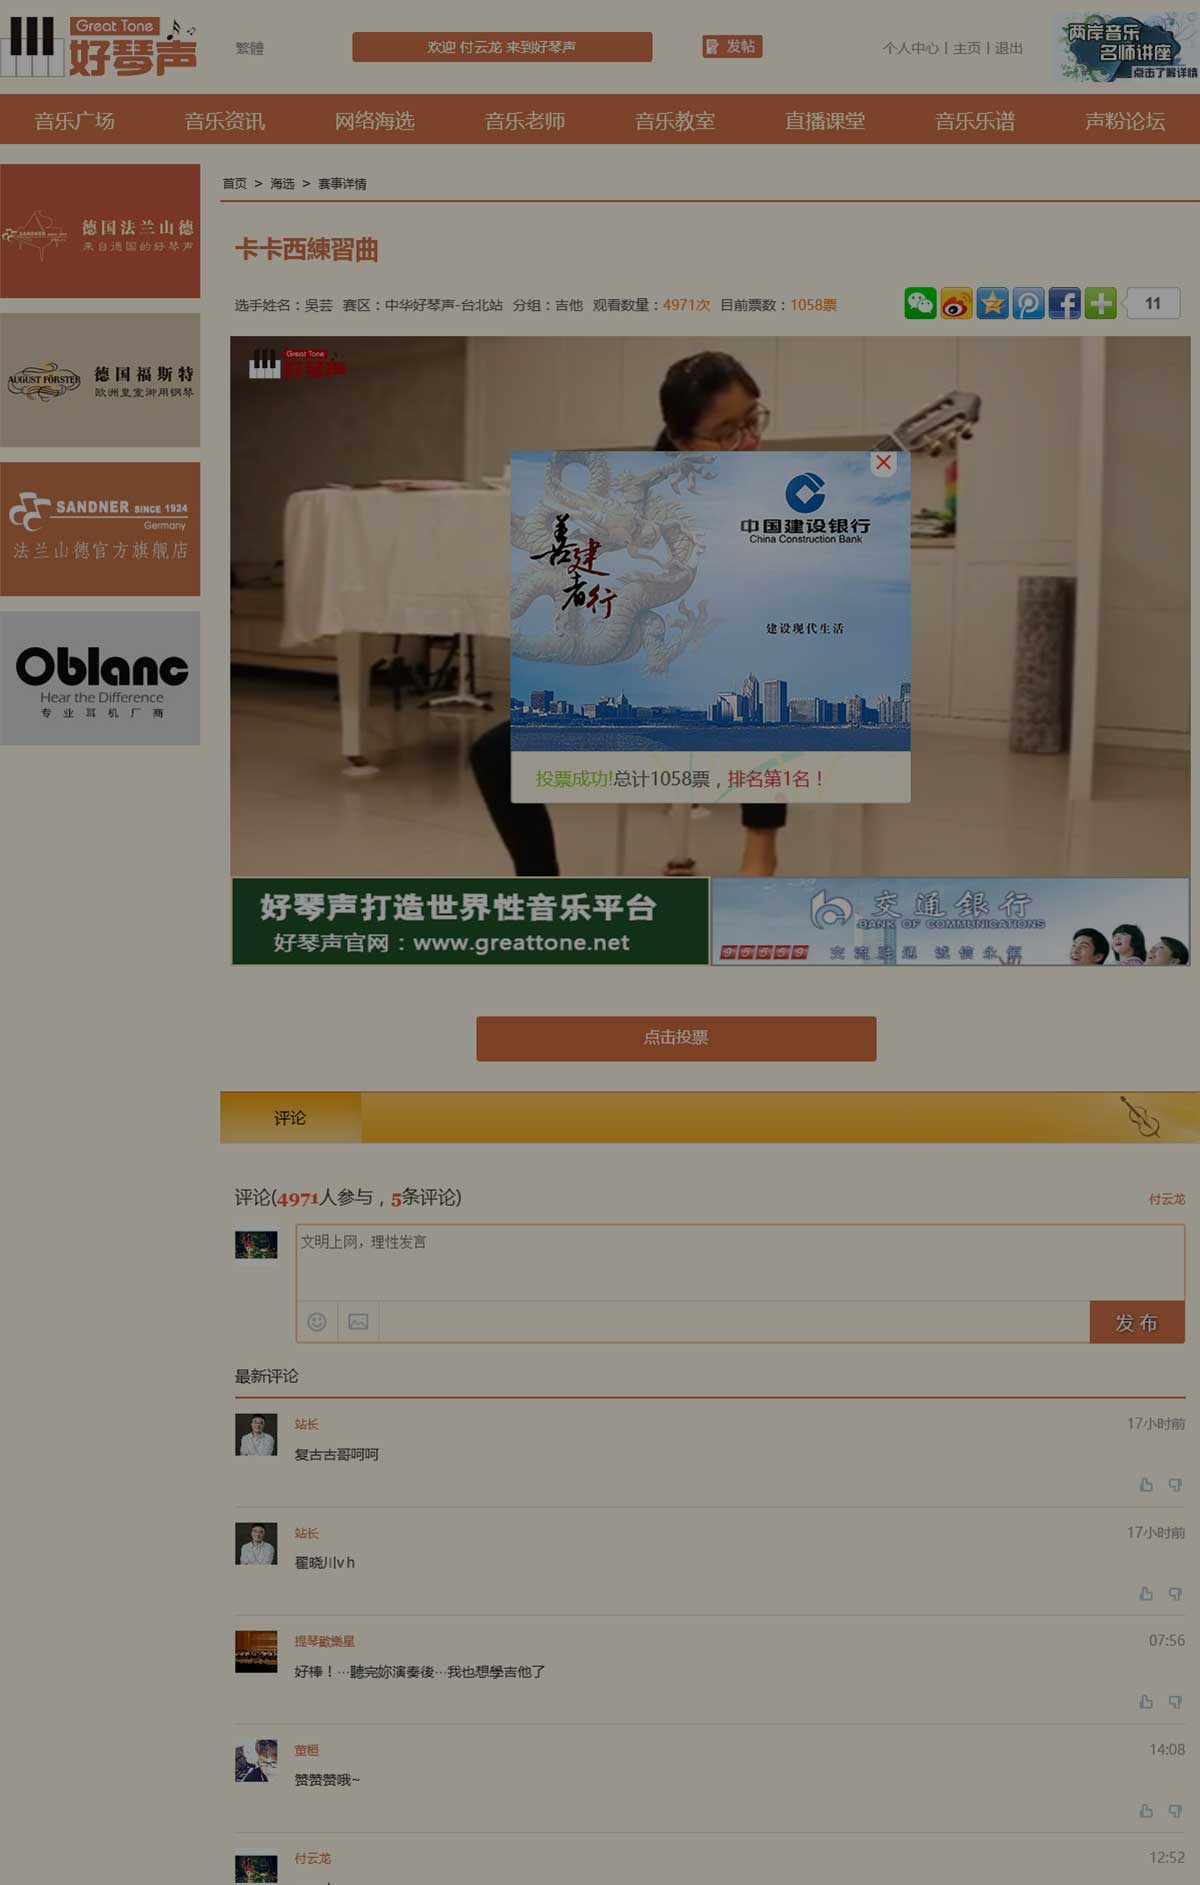 Great Tone
好琴声
繁體
欢迎 付云龙 来到好琴声
发帖
个人中心 | 主页 | 退出
两岸音乐
名师讲座
点击了解详情
音乐广场 音乐资讯 网络海选 音乐老师 音乐教室 直播课堂 音乐乐谱 声粉论坛
SANDNER
德国法兰山德
来自德国的好琴声
AUGUST FÖRSTER
德国福斯特
欧洲皇室御用钢琴
SANDNER SINCE 1924
Germany
法兰山德官方旗舰店
Oblanc
Hear the Difference
专业耳机厂商
首页 > 海选 > 赛事详情
卡卡西練習曲
选手姓名：吳芸 赛区：中华好琴声-台北站 分组：吉他 观看数量：4971次 目前票数：1058票
11
Great Tone
好琴声
中国建设银行
China Construction Bank
善建
者行
建设现代生活
投票成功!总计1058票，排名第1名！
好琴声打造世界性音乐平台
好琴声官网：www.greattone.net
交通銀行
BANK OF COMMUNICATIONS
95559
交流融通 诚信永恒
点击投票
评论
评论(4971人参与，5条评论)
付云龙
文明上网，理性发言
发布
最新评论
站长
17小时前
复古古哥呵呵
站长
17小时前
翟晓川v h
提琴歐樂星
07:56
好棒！…聽完妳演奏後…我也想學吉他了
董桓
14:08
赞赞赞哦~
付云龙
12:52